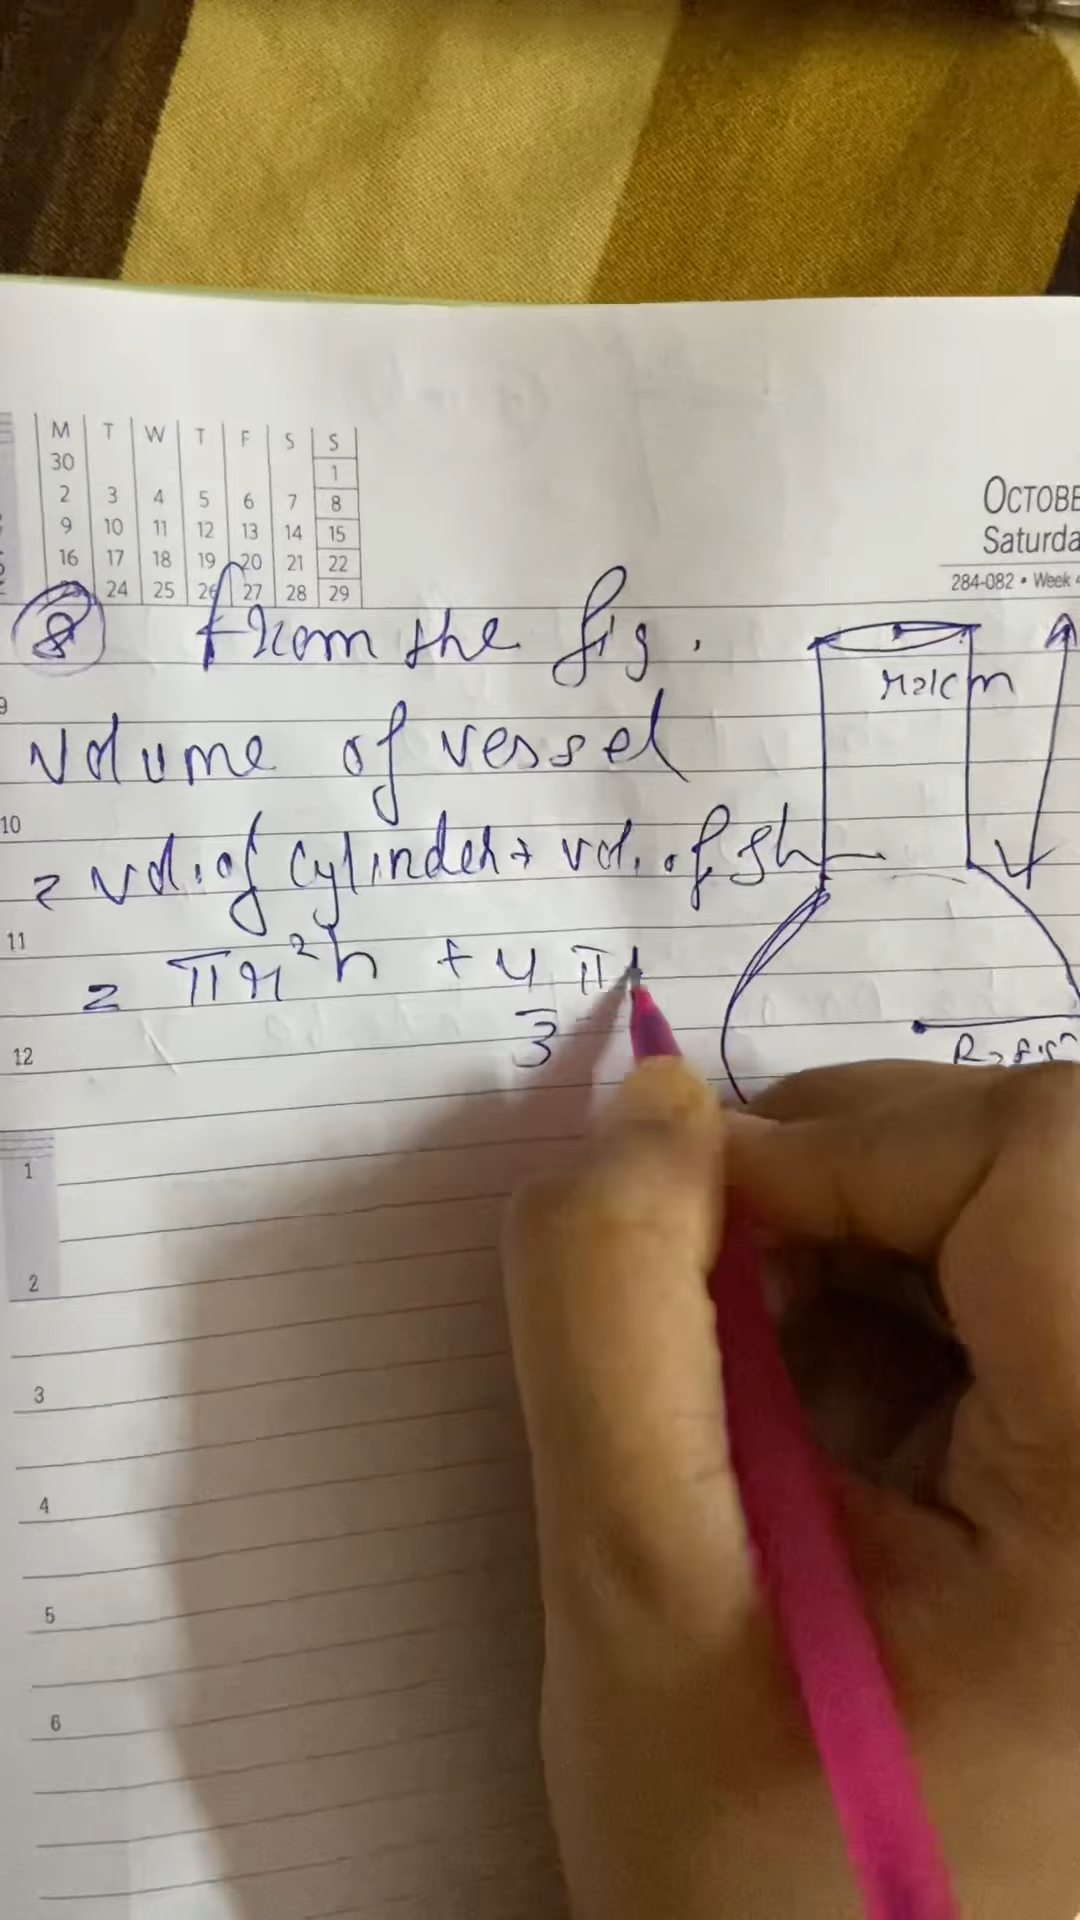 M T W T F S S
30 1
2 3 4 5 6 7 8
9 10 11 12 13 14 15
16 17 18 19 20 21 22
24 25 26 27 28 29
OCTOBE
Saturda
284-082 • Week 4
8 from the fig.
r=1cm
9
volume of vessel
10
= vol. of cylinder + vol. of
11
= πr²h + 4/3 π
12
R=
1
2
3
4
5
6